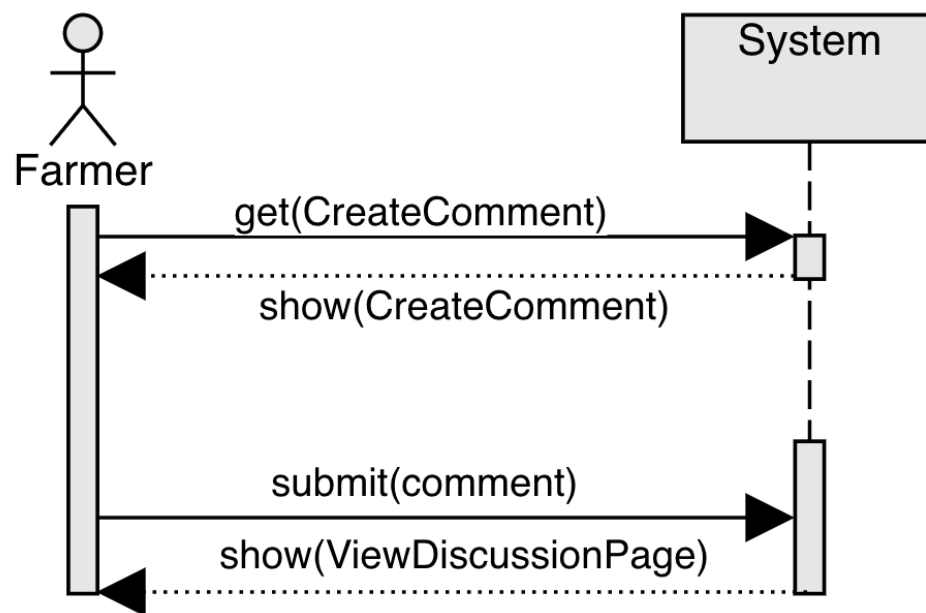 System
Farmer
get(CreateComment)
show(CreateComment)
submit(comment)
show(ViewDiscussionPage)